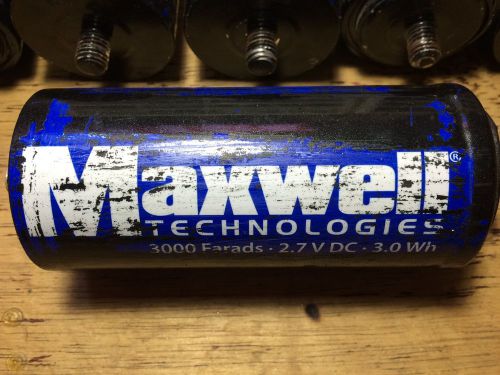 Maxwell®
TECHNOLOGIES
3000 Farads · 2.7 V DC · 3.0 Wh